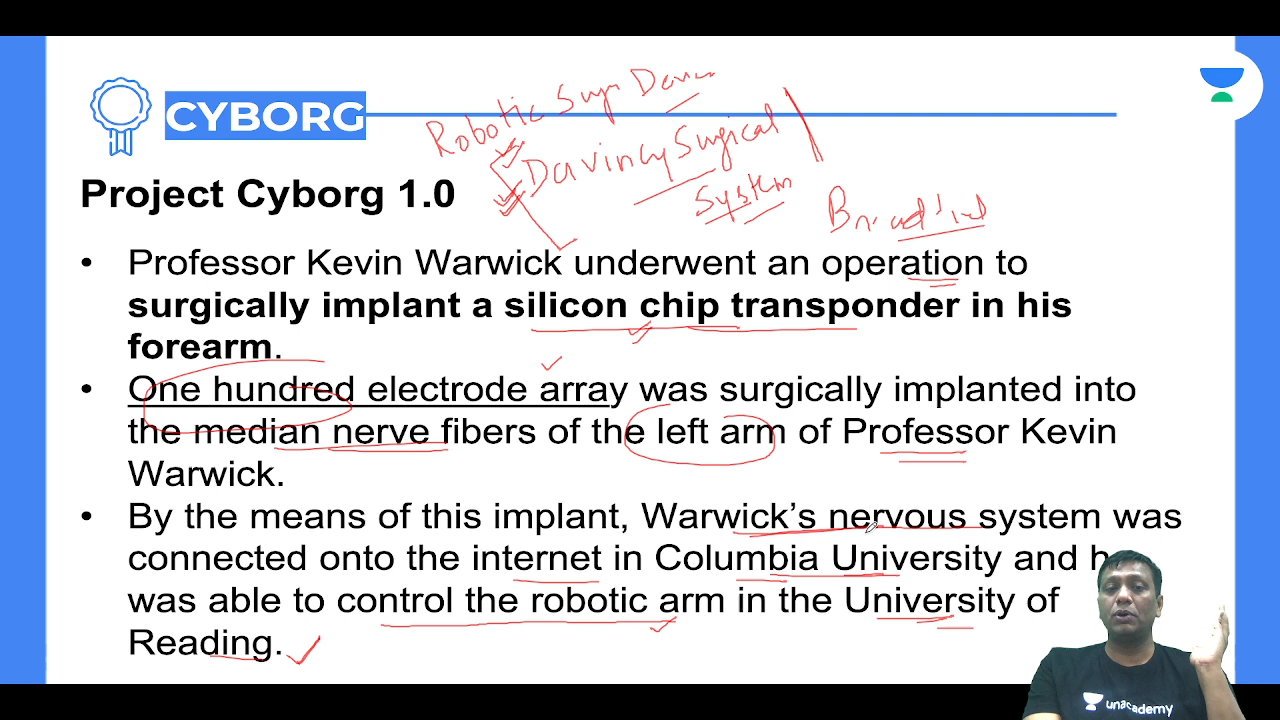 CYBORG
Robotic
Davincy Surgical
System
Project Cyborg 1.0
• Professor Kevin Warwick underwent an operation to
surgically implant a silicon chip transponder in his
forearm.
• One hundred electrode array was surgically implanted into
the median nerve fibers of the left arm of Professor Kevin
Warwick.
• By the means of this implant, Warwick's nervous system was
connected onto the internet in Columbia University and
was able to control the robotic arm in the University of
Reading.
unacademy